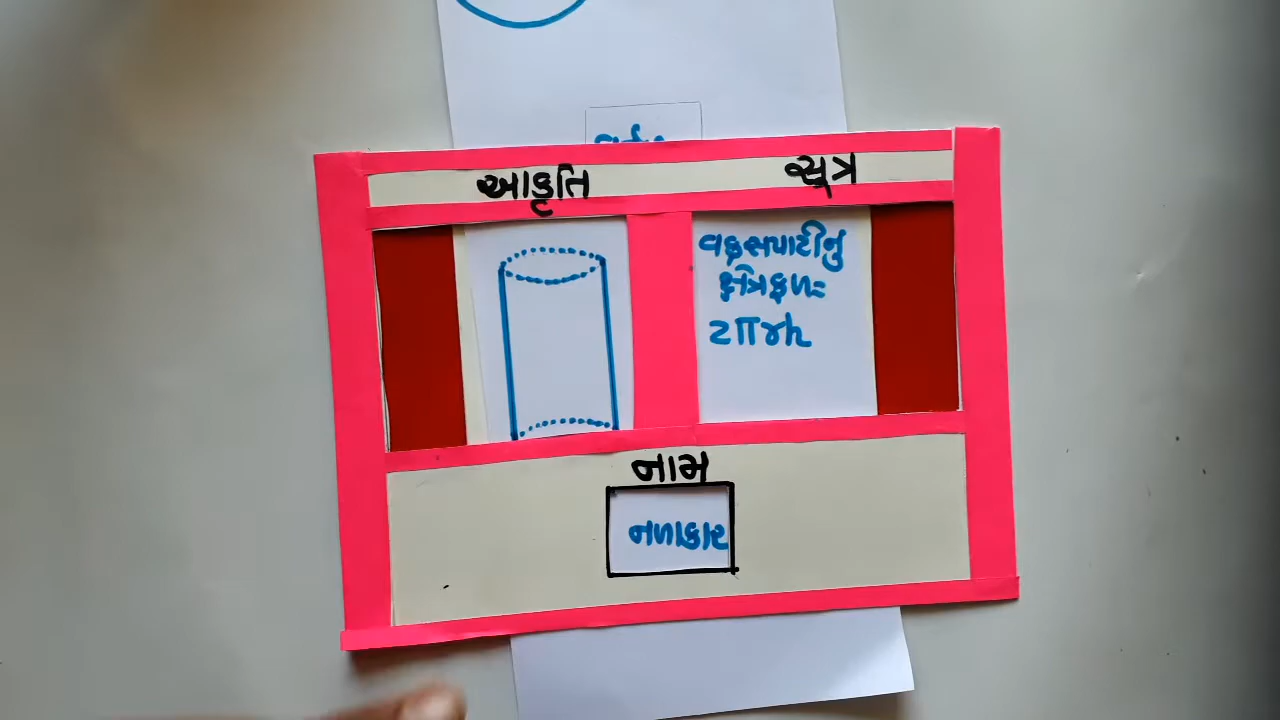 આકૃતિ
સૂત્ર
વક્રસપાટીનું
ક્ષેત્રફળ=
2πrh
નામ
નળાકાર